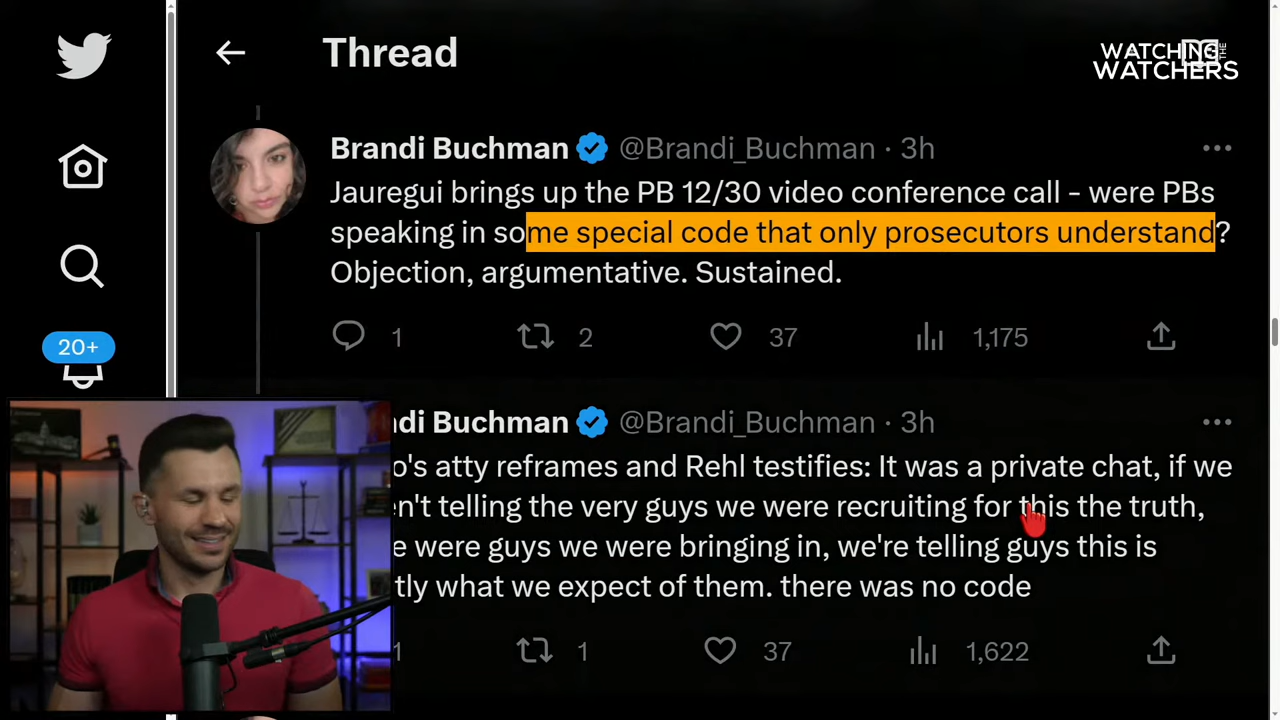 Thread
WATCHING THE
WATCHERS
Brandi Buchman @Brandi_Buchman · 3h
Jauregui brings up the PB 12/30 video conference call - were PBs
speaking in some special code that only prosecutors understand?
Objection, argumentative. Sustained.
1 2 37 1,175
20+
ndi Buchman @Brandi_Buchman · 3h
o's atty reframes and Rehl testifies: It was a private chat, if we
en't telling the very guys we were recruiting for this the truth,
e were guys we were bringing in, we're telling guys this is
tly what we expect of them. there was no code
1 1 37 1,622